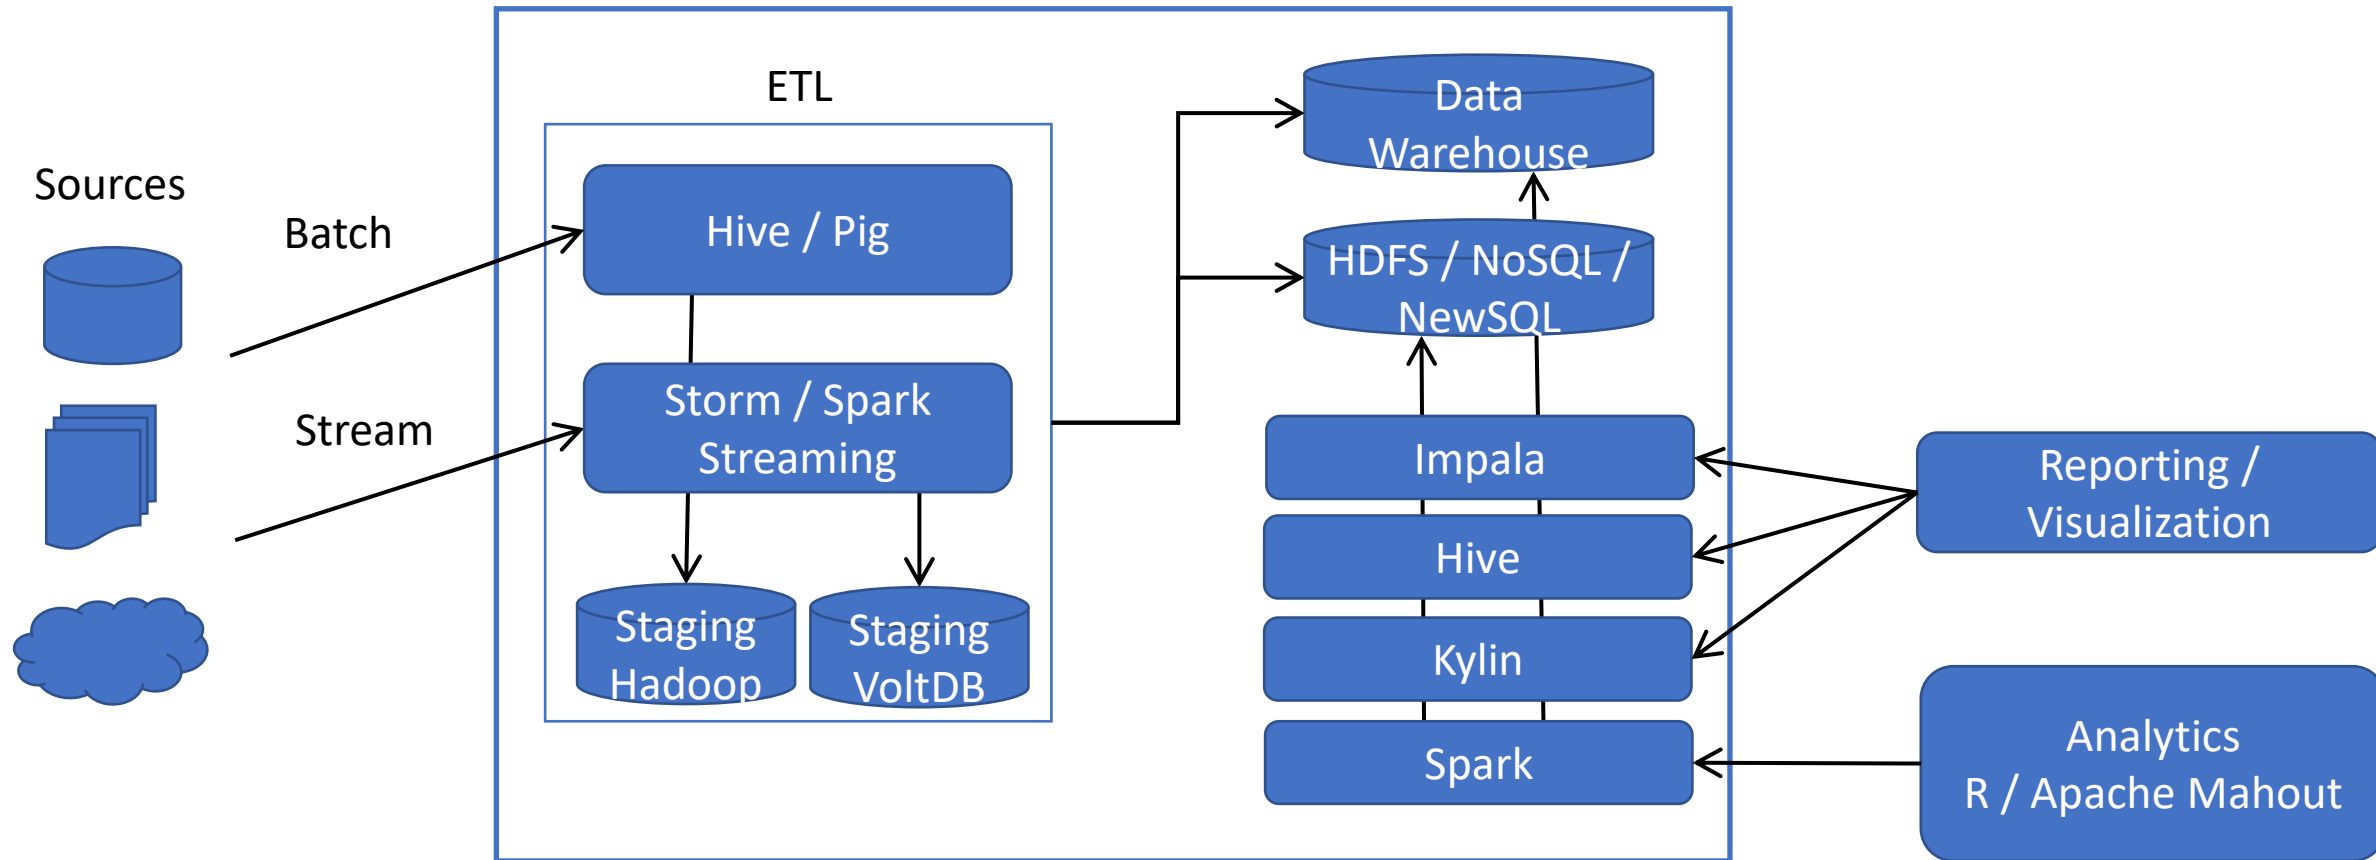 Sources
Batch
Stream
ETL
Hive / Pig
Storm / Spark
Streaming
Staging
Hadoop
Staging
VoltDB
Data
Warehouse
HDFS / NoSQL /
NewSQL
Impala
Hive
Kylin
Spark
Reporting /
Visualization
Analytics
R / Apache Mahout